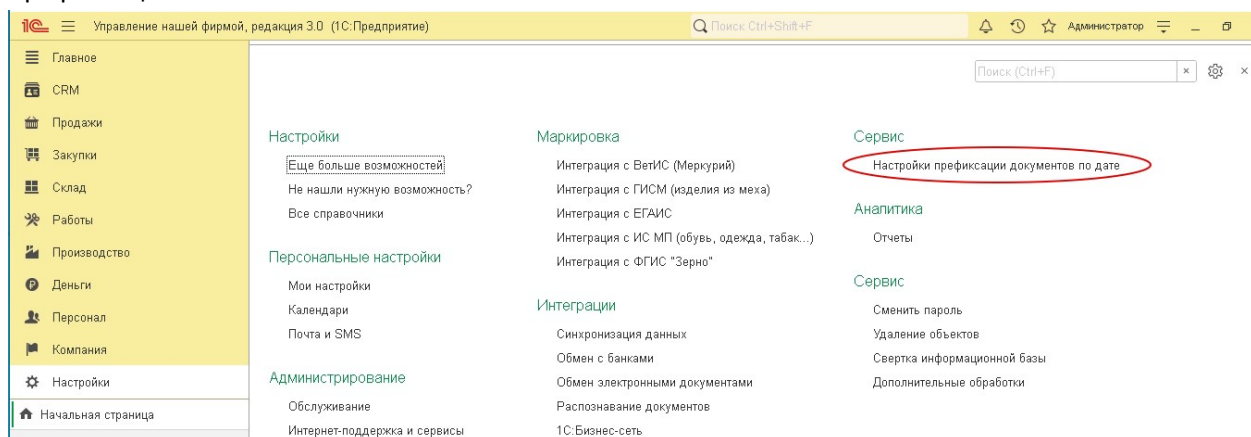 1С Управление нашей фирмой, редакция 3.0 (1С:Предприятие)
Поиск Ctrl+Shift+F
Администратор
Главное
CRM
Продажи
Закупки
Склад
Работы
Производство
Деньги
Персонал
Компания
Настройки
Начальная страница
Поиск (Ctrl+F)
Настройки
Еще больше возможностей
Не нашли нужную возможность?
Все справочники
Персональные настройки
Мои настройки
Календари
Почта и SMS
Администрирование
Обслуживание
Интернет-поддержка и сервисы
Маркировка
Интеграция с ВетИС (Меркурий)
Интеграция с ГИСМ (изделия из меха)
Интеграция с ЕГАИС
Интеграция с ИС МП (обувь, одежда, табак...)
Интеграция с ФГИС "Зерно"
Интеграции
Синхронизация данных
Обмен с банками
Обмен электронными документами
Распознавание документов
1С:Бизнес-сеть
Сервис
Настройки префиксации документов по дате
Аналитика
Отчеты
Сервис
Сменить пароль
Удаление объектов
Свертка информационной базы
Дополнительные обработки